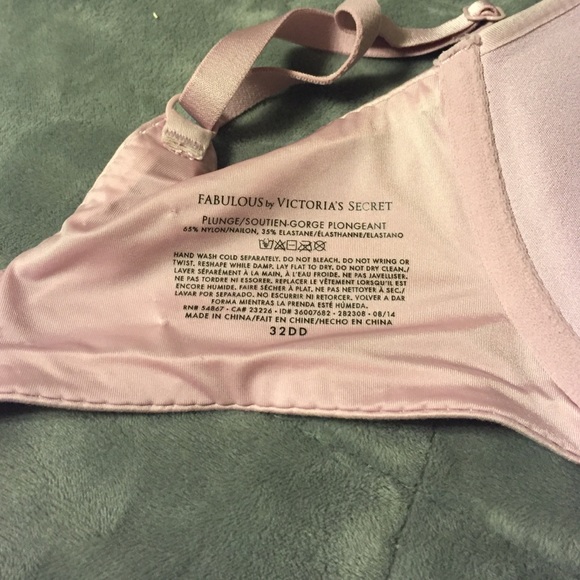 FABULOUS by VICTORIA'S SECRET
PLUNGE/SOUTIEN-GORGE PLONGEANT
65% NYLON/NAILON, 35% ELASTANE/ÉLASTHANNE/ELASTANO
HAND WASH COLD SEPARATELY. DO NOT BLEACH. DO NOT WRING OR
TWIST. RESHAPE WHILE DAMP. LAY FLAT TO DRY. DO NOT DRY CLEAN./
LAVER SÉPARÉMENT À LA MAIN, À L'EAU FROIDE. NE PAS JAVELLISER.
NE PAS TORDRE NI ESSORER. REPLACER LE VÊTEMENT LORSQU'IL EST
ENCORE HUMIDE. FAIRE SÉCHER À PLAT. NE PAS NETTOYER À SEC./
LAVAR POR SEPARADO. NO ESCURRIR NI RETORCER. VOLVER A DAR
FORMA MIENTRAS LA PRENDA ESTÉ HÚMEDA.
RN# 54867 • CA# 23226 • ID# 36007682 - 282308 - 08/14
MADE IN CHINA/FAIT EN CHINE/HECHO EN CHINA
32DD